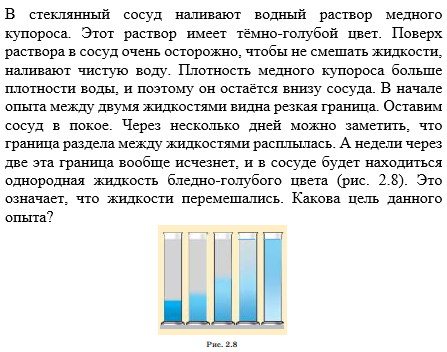 В стеклянный сосуд наливают водный раствор медного
купороса. Этот раствор имеет тёмно-голубой цвет. Поверх
раствора в сосуд очень осторожно, чтобы не смешать жидкости,
наливают чистую воду. Плотность медного купороса больше
плотности воды, и поэтому он остаётся внизу сосуда. В начале
опыта между двумя жидкостями видна резкая граница. Оставим
сосуд в покое. Через несколько дней можно заметить, что
граница раздела между жидкостями расплылась. А недели через
две эта граница вообще исчезнет, и в сосуде будет находиться
однородная жидкость бледно-голубого цвета (рис. 2.8). Это
означает, что жидкости перемешались. Какова цель данного
опыта?
Рис. 2.8